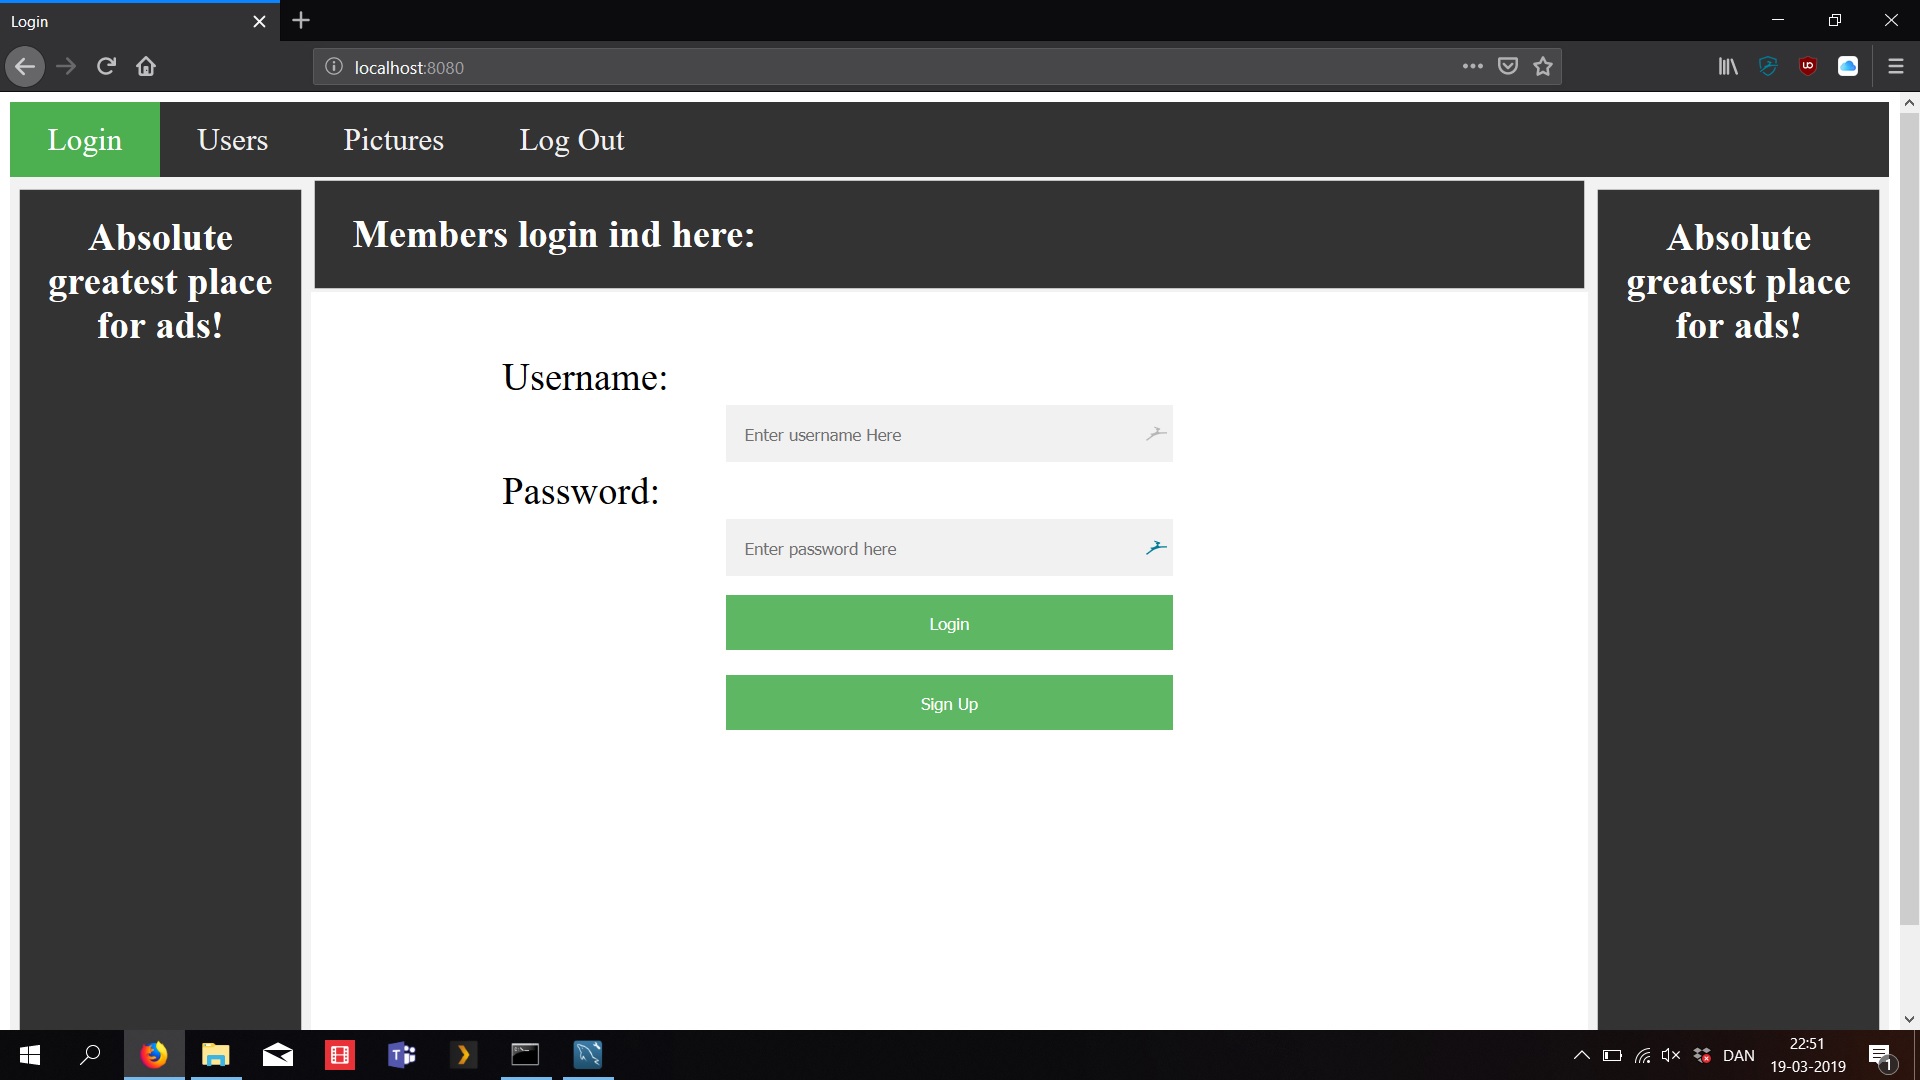 Login
localhost:8080
Login Users Pictures Log Out
Absolute
greatest place
for ads!
Members login ind here:
Absolute
greatest place
for ads!
Username:
Enter username Here
Password:
Enter password here
Login
Sign Up
DAN
22:51
19-03-2019
1